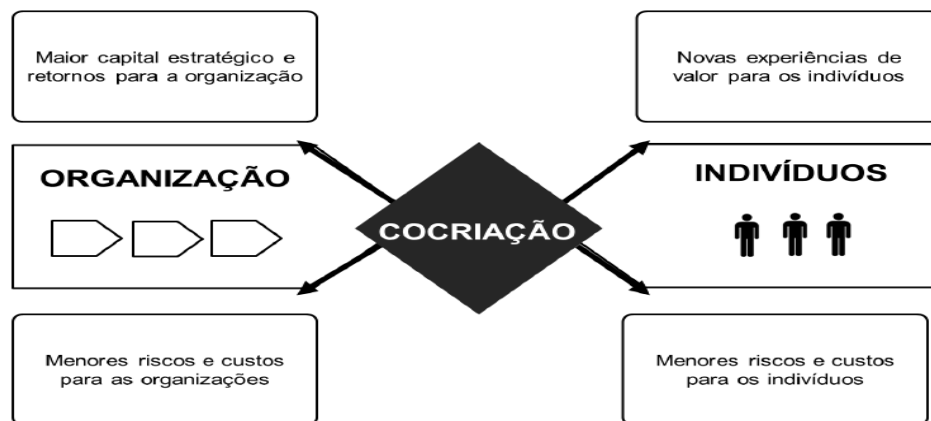 Maior capital estratégico e
retornos para a organização
Novas experiências de
valor para os indivíduos
ORGANIZAÇÃO
INDIVÍDUOS
COCRIAÇÃO
Menores riscos e custos
para as organizações
Menores riscos e custos
para os indivíduos